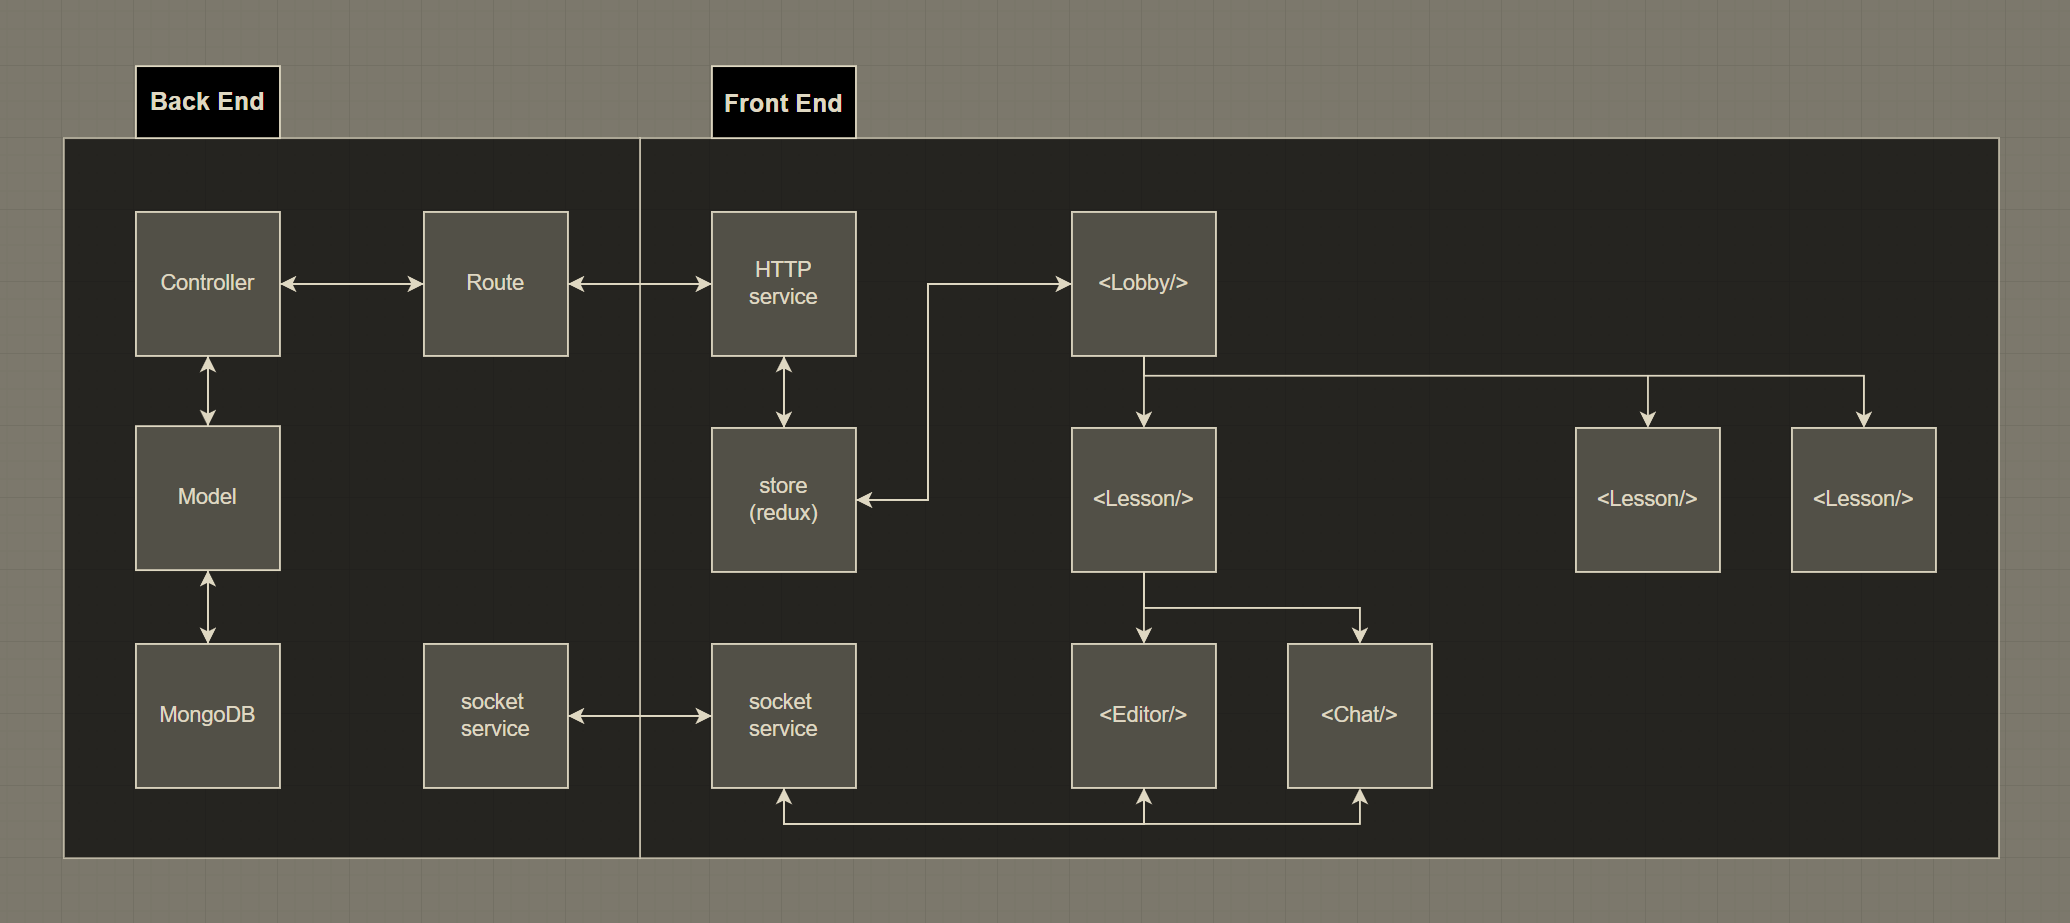 Back End
Front End
Controller
Route
HTTP
service
<Lobby/>
Model
store
(redux)
<Lesson/>
<Lesson/>
<Lesson/>
MongoDB
socket
service
socket
service
<Editor/>
<Chat/>